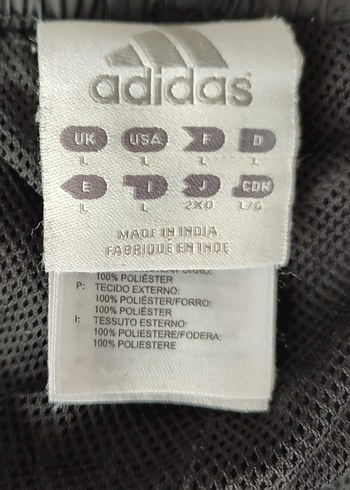 adidas
UK USA F D
L L L L
E I J CDN
L L 2XO L/G
MADE IN INDIA
FABRIQUÉ EN INDE
100% POLIÉSTER
P: TECIDO EXTERNO:
100% POLIÉSTER/FORRO:
100% POLIÉSTER
I: TESSUTO ESTERNO:
100% POLIESTERE/FODERA:
100% POLIESTERE